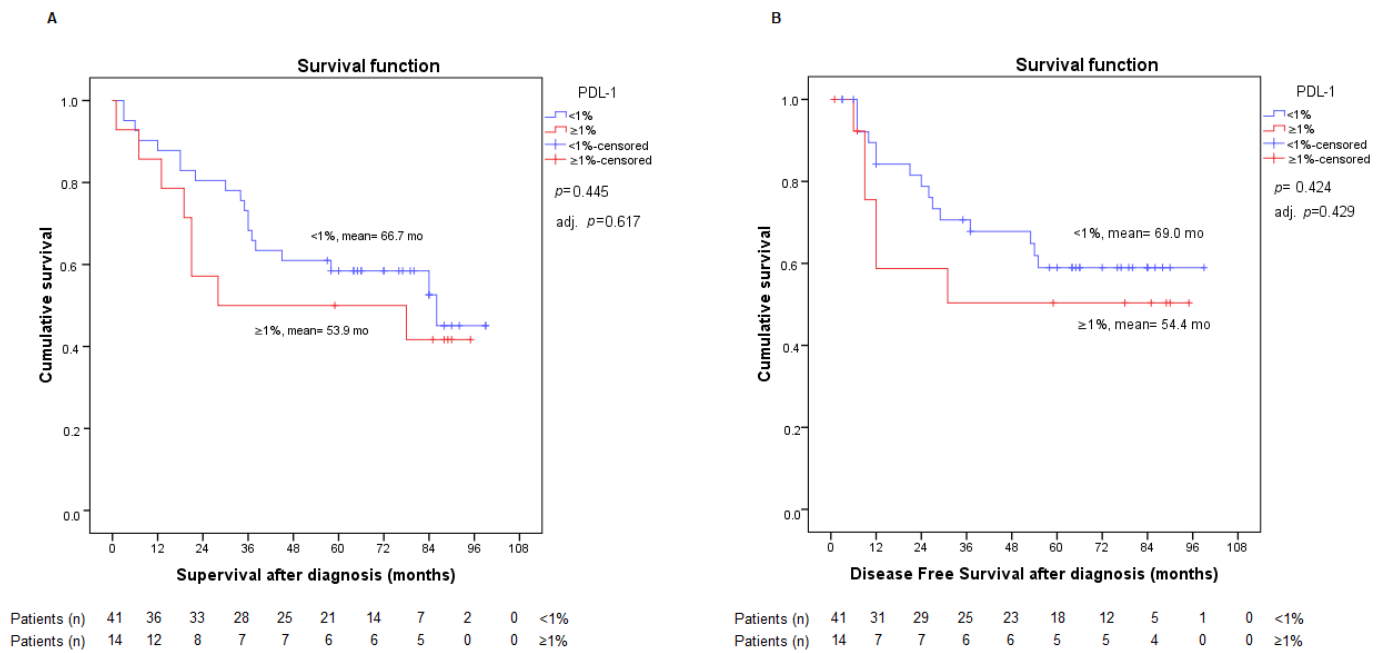 A
Survival function
1.0
0.8
0.6
0.4
0.2
0.0
Cumulative survival
PDL-1
<1%
≥1%
<1%-censored
≥1%-censored
p= 0.445
adj. p=0.617
<1%, mean= 66.7 mo
≥1%, mean= 53.9 mo
0 12 24 36 48 60 72 84 96 108
Supervival after diagnosis (months)
Patients (n) 41 36 33 28 25 21 14 7 2 0 <1%
Patients (n) 14 12 8 7 7 6 6 5 0 0 ≥1%
B
Survival function
1.0
0.8
0.6
0.4
0.2
0.0
Cumulative survival
PDL-1
<1%
≥1%
<1%-censored
≥1%-censored
p= 0.424
adj. p=0.429
<1%, mean= 69.0 mo
≥1%, mean= 54.4 mo
0 12 24 36 48 60 72 84 96 108
Disease Free Survival after diagnosis (months)
Patients (n) 41 31 29 25 23 18 12 5 1 0 <1%
Patients (n) 14 7 7 6 6 5 5 4 0 0 ≥1%